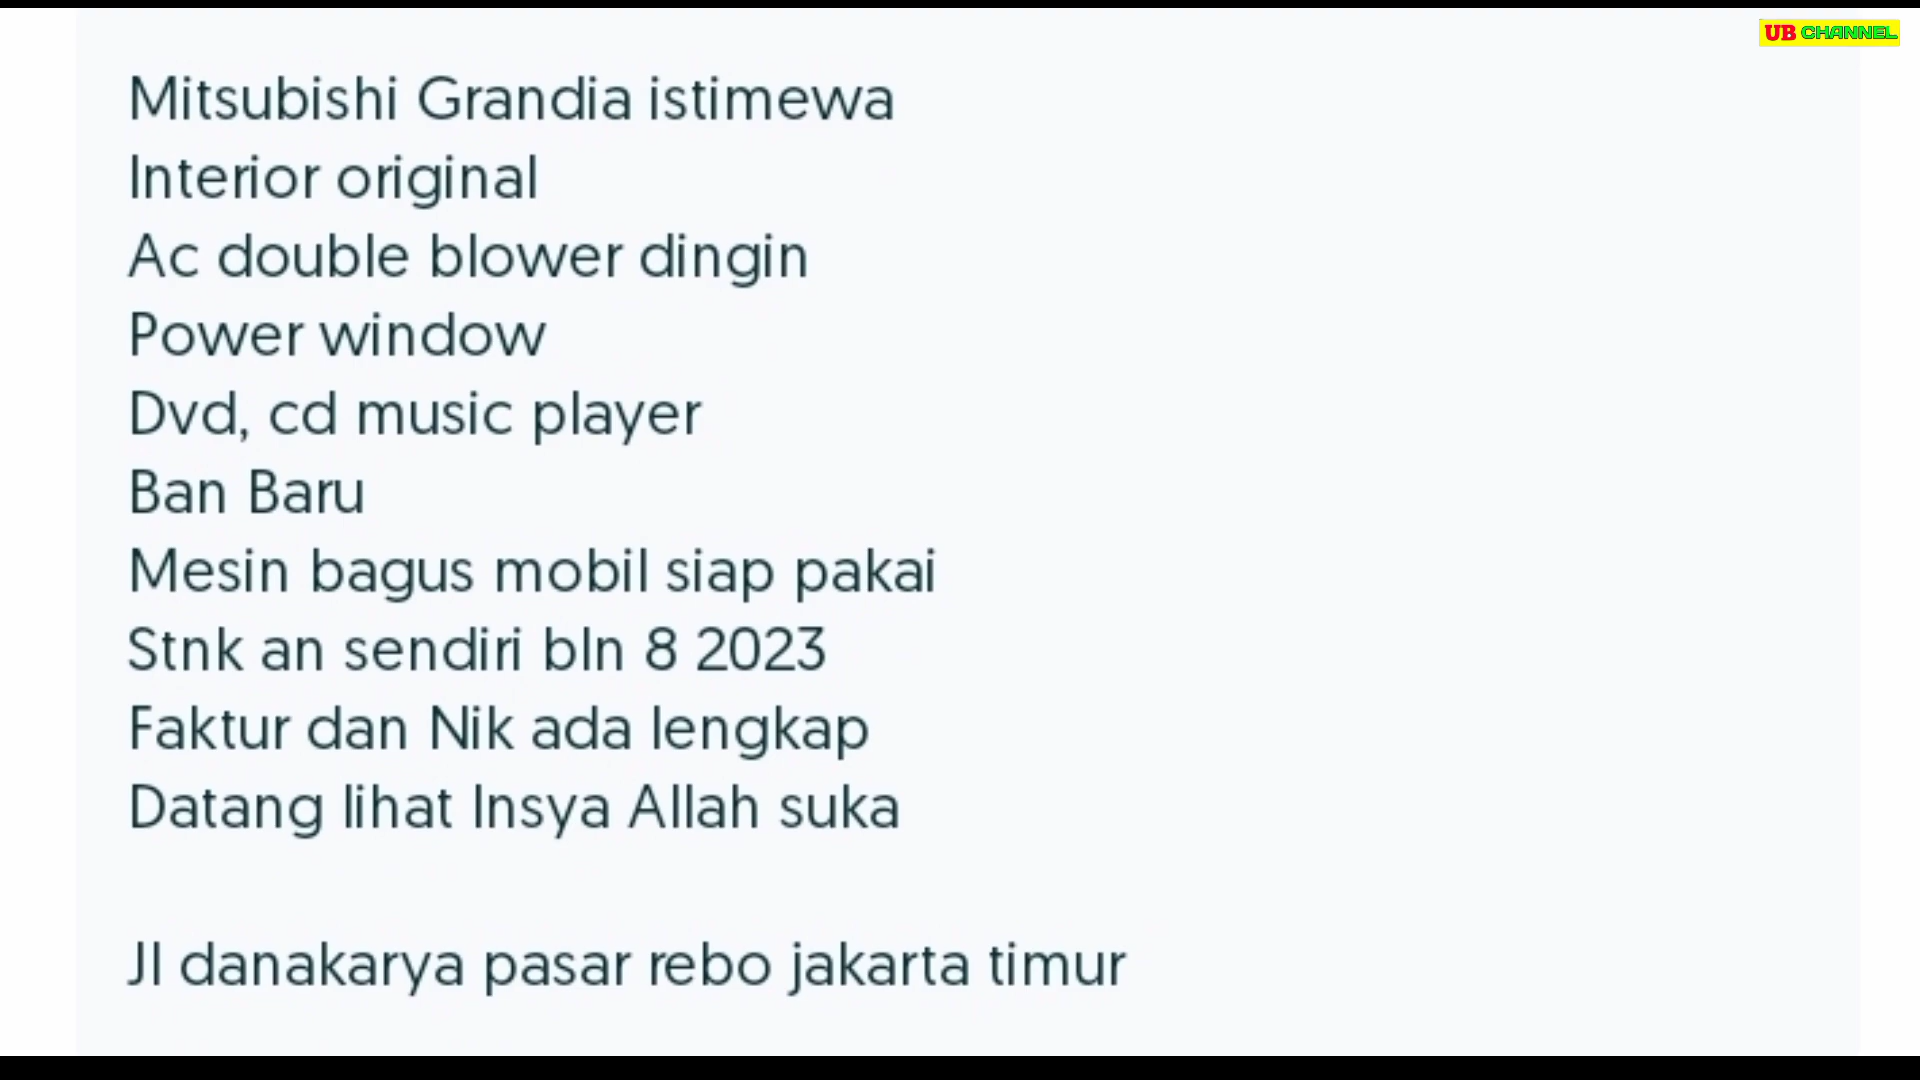 UB CHANNEL
Mitsubishi Grandia istimewa
Interior original
Ac double blower dingin
Power window
Dvd, cd music player
Ban Baru
Mesin bagus mobil siap pakai
Stnk an sendiri bln 8 2023
Faktur dan Nik ada lengkap
Datang lihat Insya Allah suka
Jl danakarya pasar rebo jakarta timur